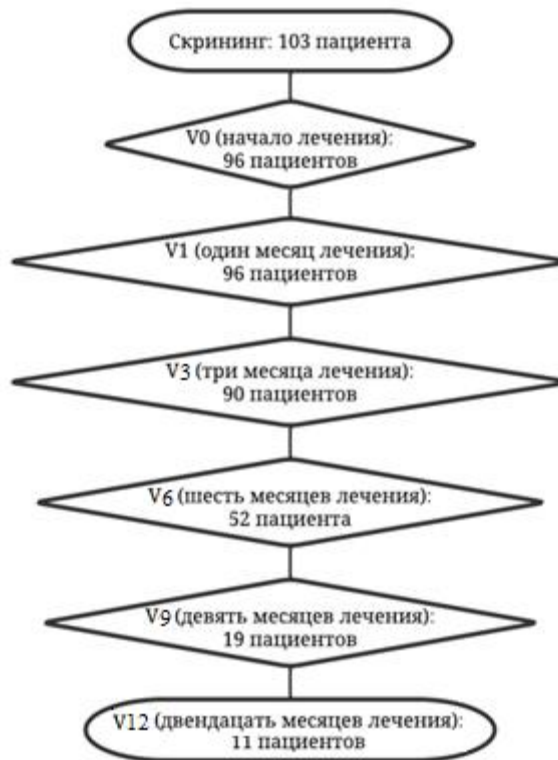 Скрининг: 103 пациента
V0 (начало лечения):
96 пациентов
V1 (один месяц лечения):
96 пациентов
V3 (три месяца лечения):
90 пациентов
V6 (шесть месяцев лечения):
52 пациента
V9 (девять месяцев лечения):
19 пациентов
V12 (двендацать месяцев лечения):
11 пациентов